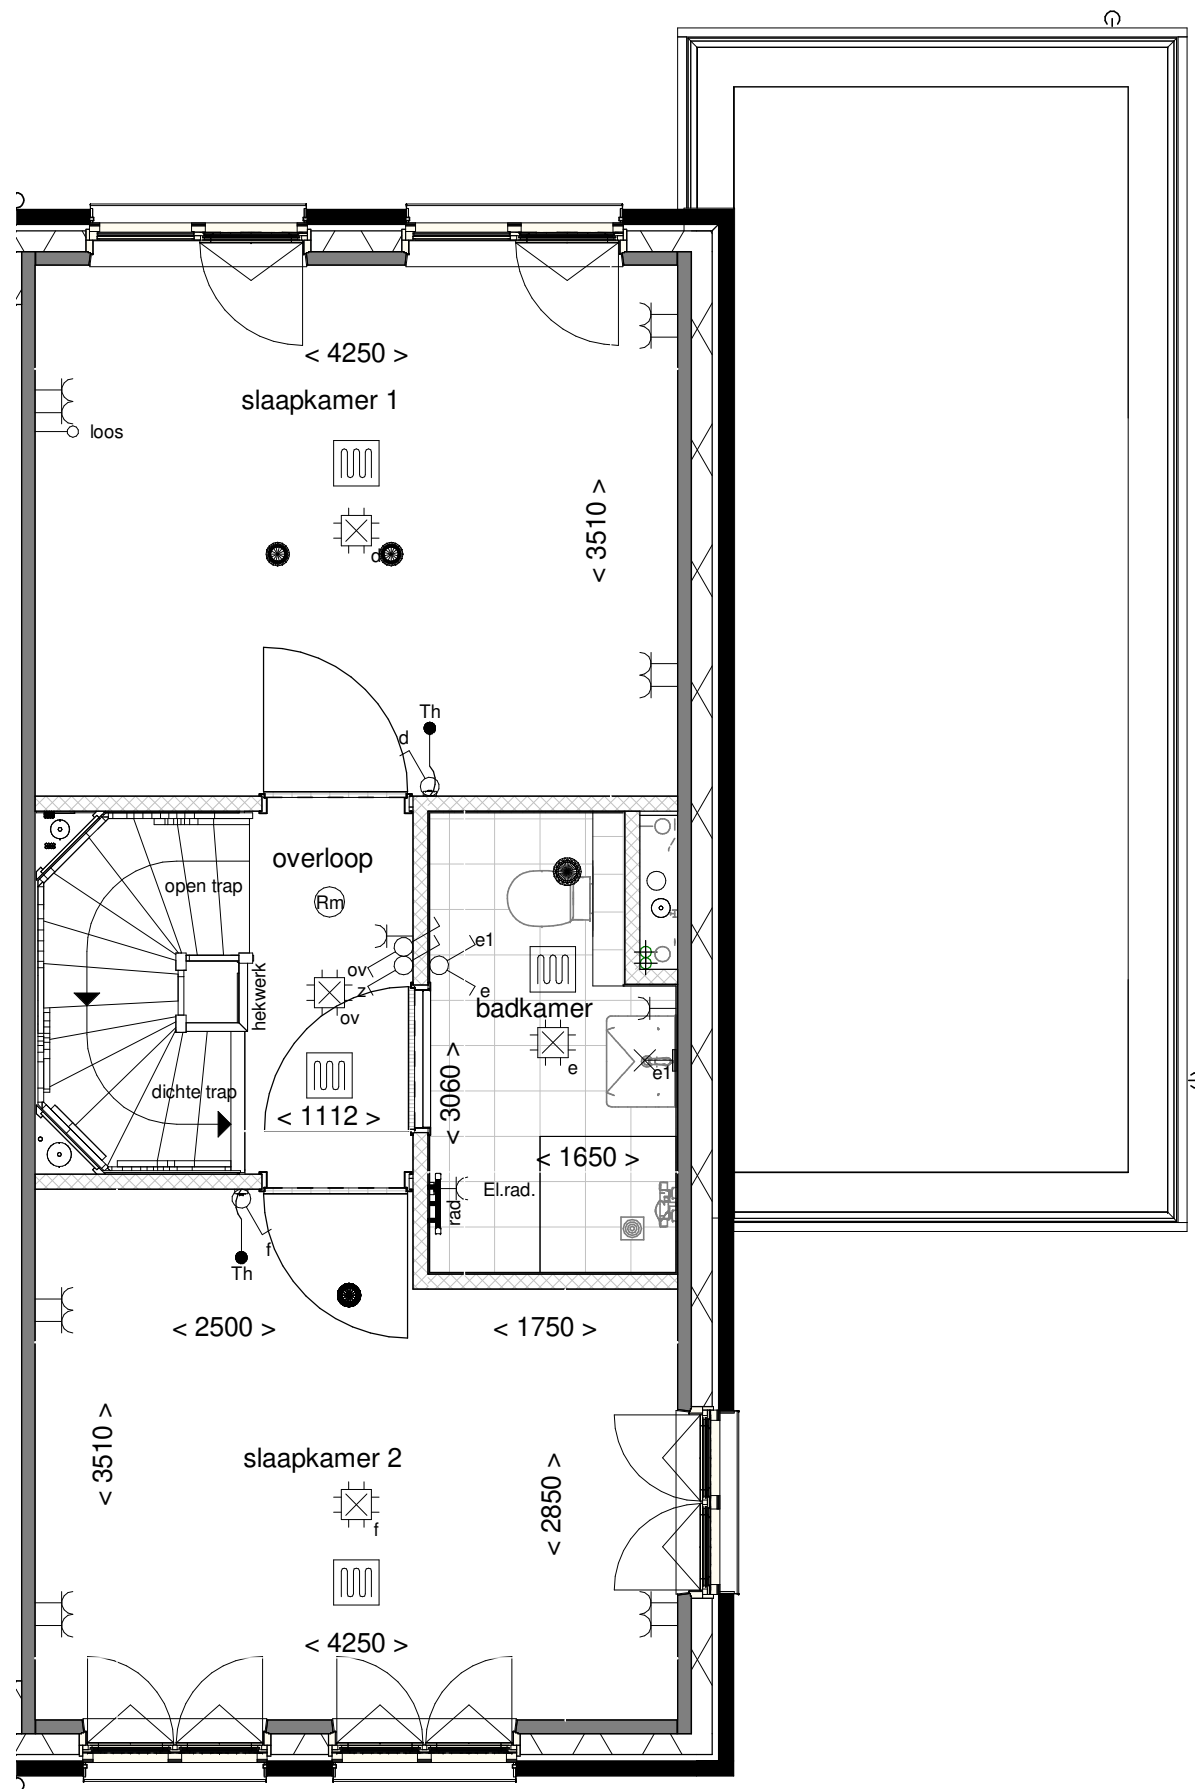 < 4250 >
slaapkamer 1
loos
< 3510 >
d
Th
d
overloop
open trap
Rm
e1
ov
z
e
hekwerk
badkamer
ov
e
e1
dichte trap
< 1112 >
< 3060 >
< 1650 >
El.rad.
rad
f
Th
< 2500 >
< 1750 >
< 3510 >
slaapkamer 2
< 2850 >
f
< 4250 >